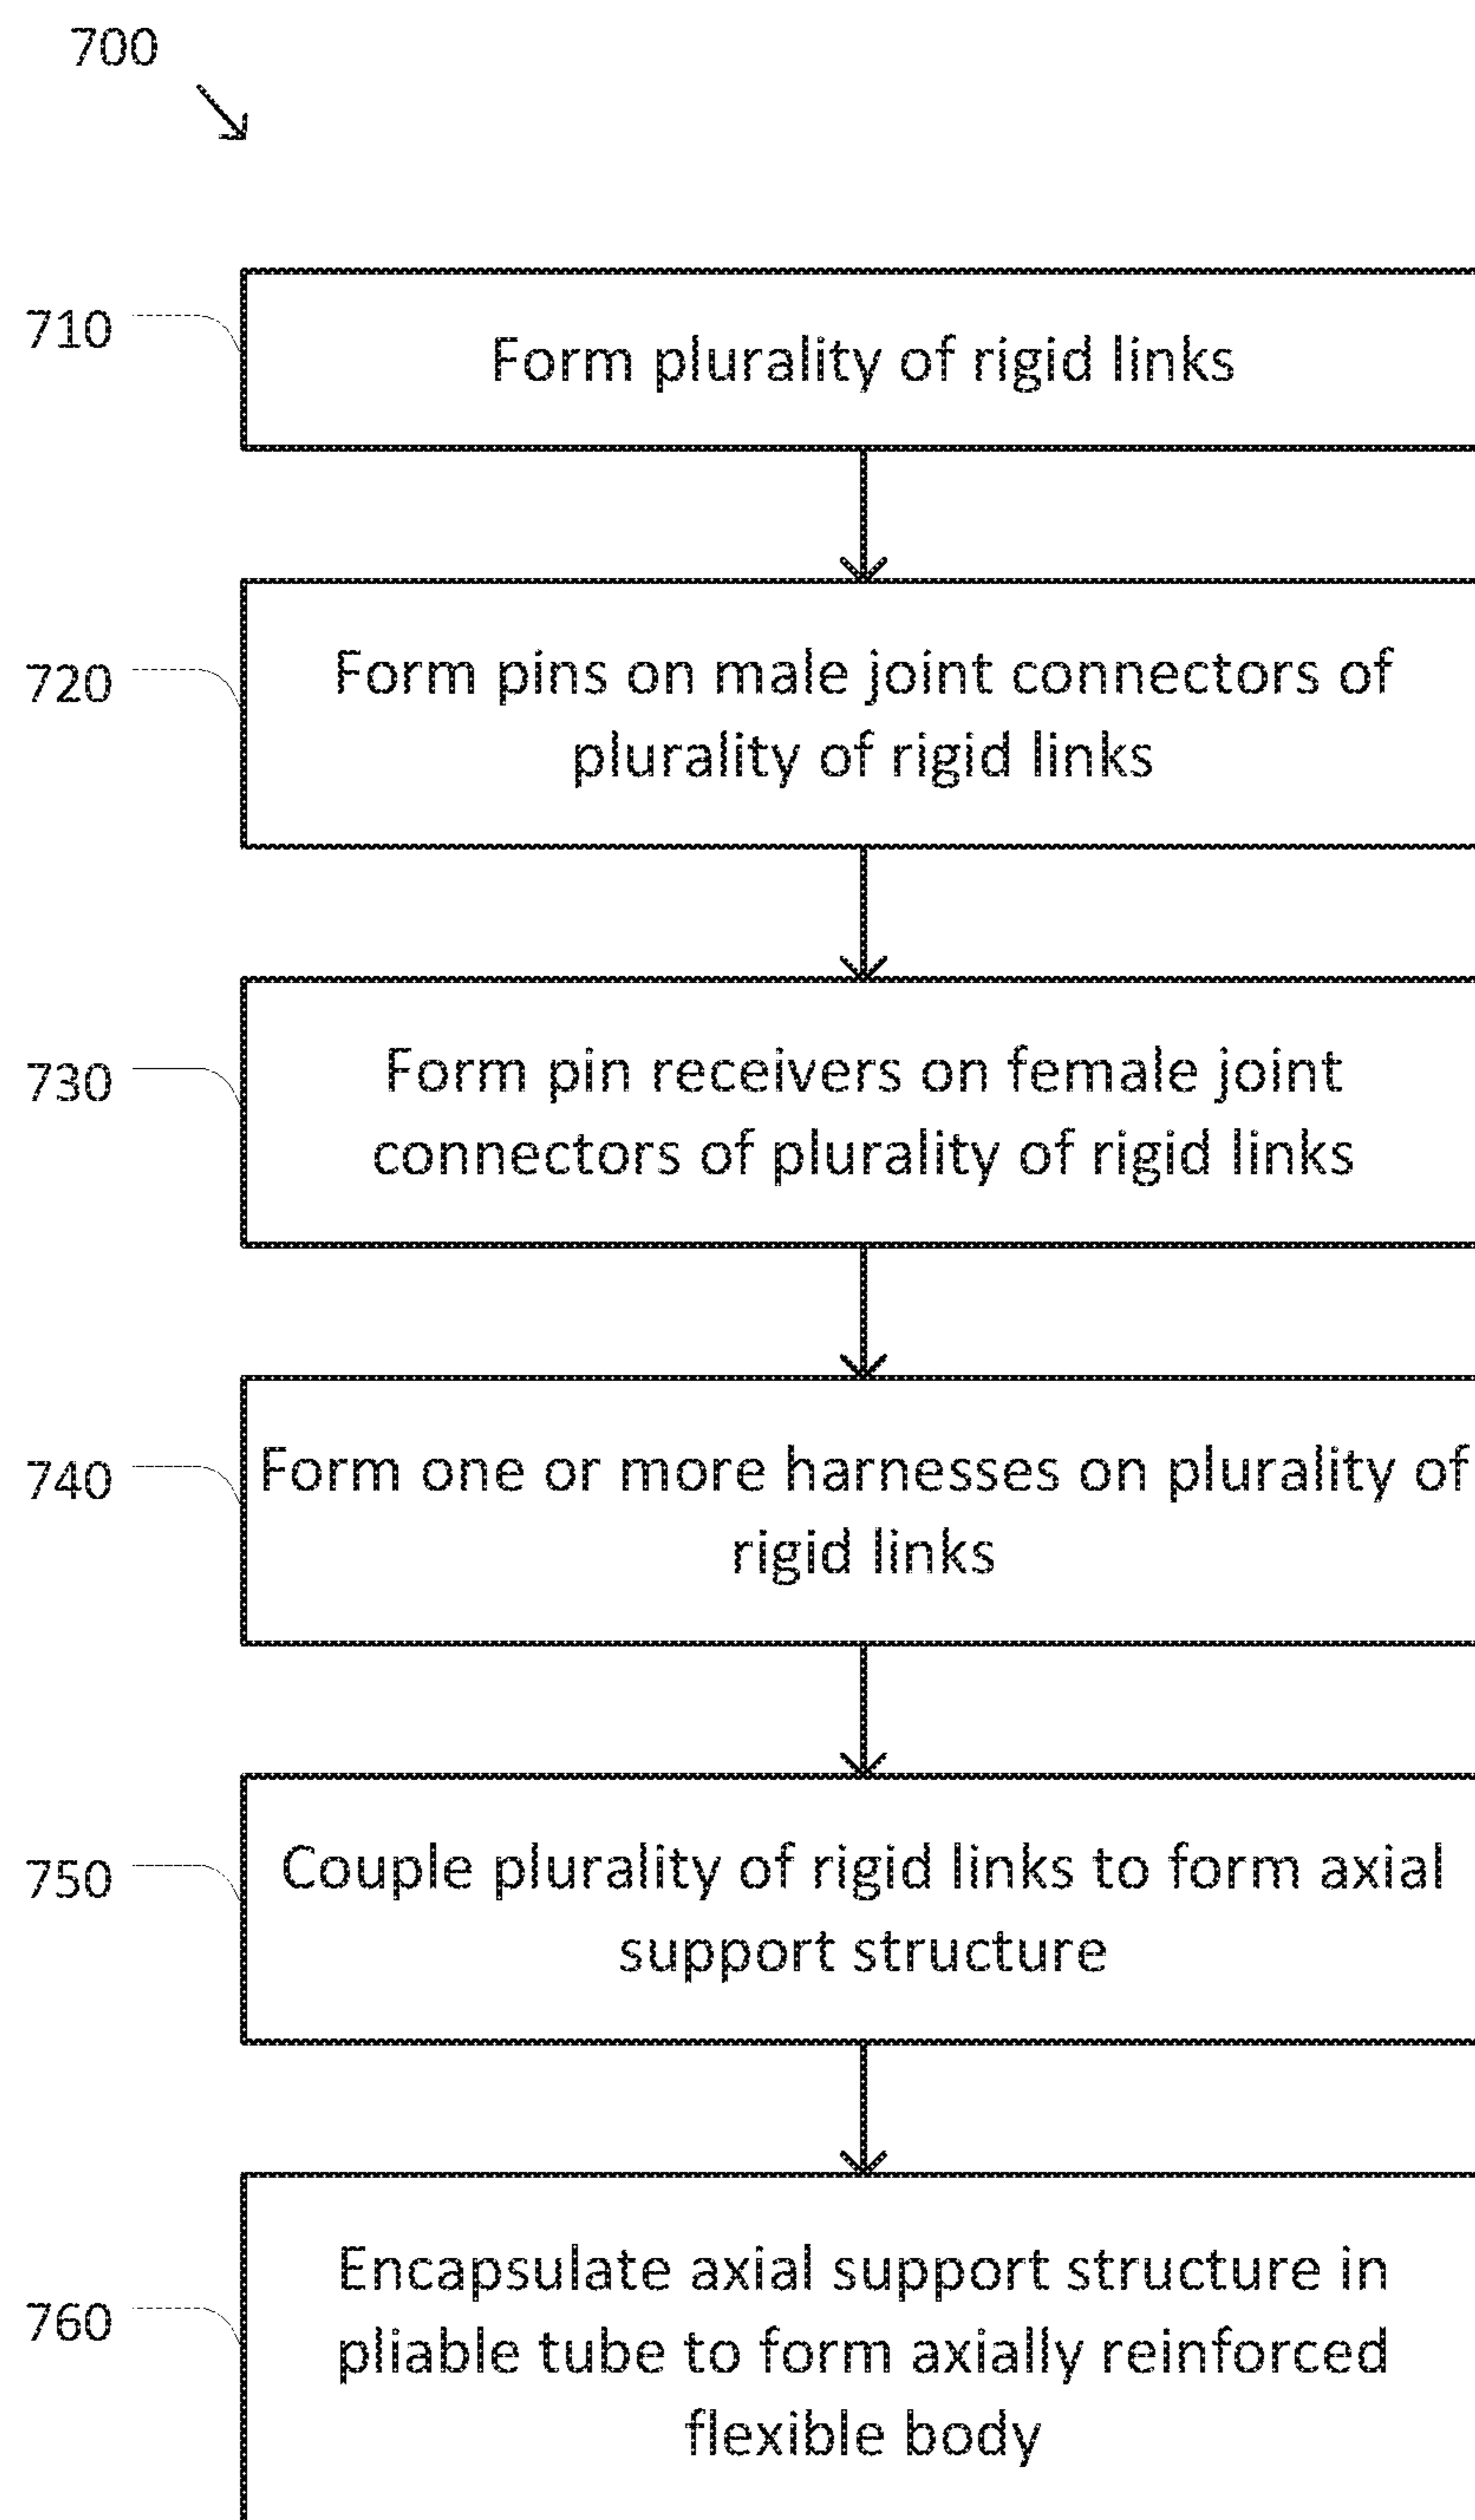 700
710
Form plurality of rigid links
720
Form pins on male joint connectors of
plurality of rigid links
730
Form pin receivers on female joint
connectors of plurality of rigid links
740
Form one or more harnesses on plurality of
rigid links
750
Couple plurality of rigid links to form axial
support structure
760
Encapsulate axial support structure in
pliable tube to form axially reinforced
flexible body